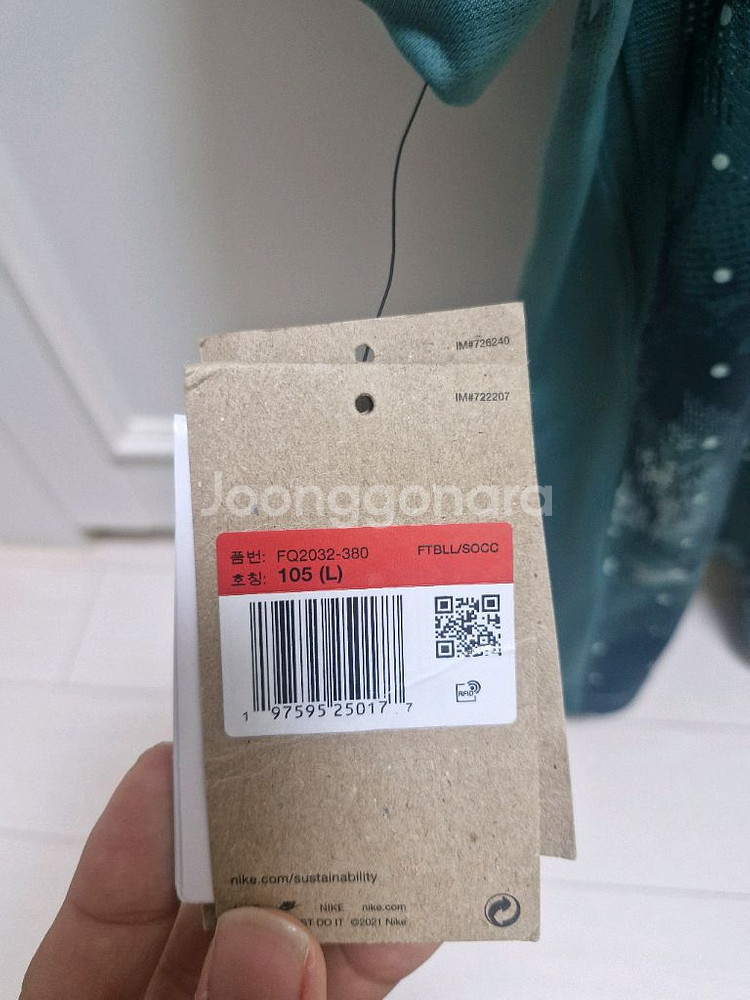 IM#726240
IM#722207
Joonggonara
품번: FQ2032-380 FTBLL/SOCC
호칭: 105 (L)
RFID
1 97595 25017 7
nike.com/sustainability
NIKE nike.com
ST DO IT ©2021 Nike